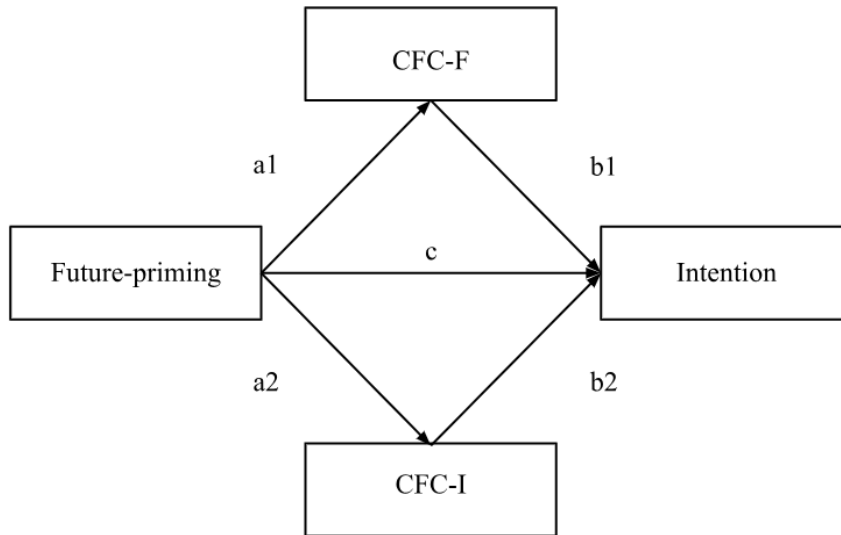 CFC-F
a1
b1
Future-priming
c
Intention
a2
b2
CFC-I